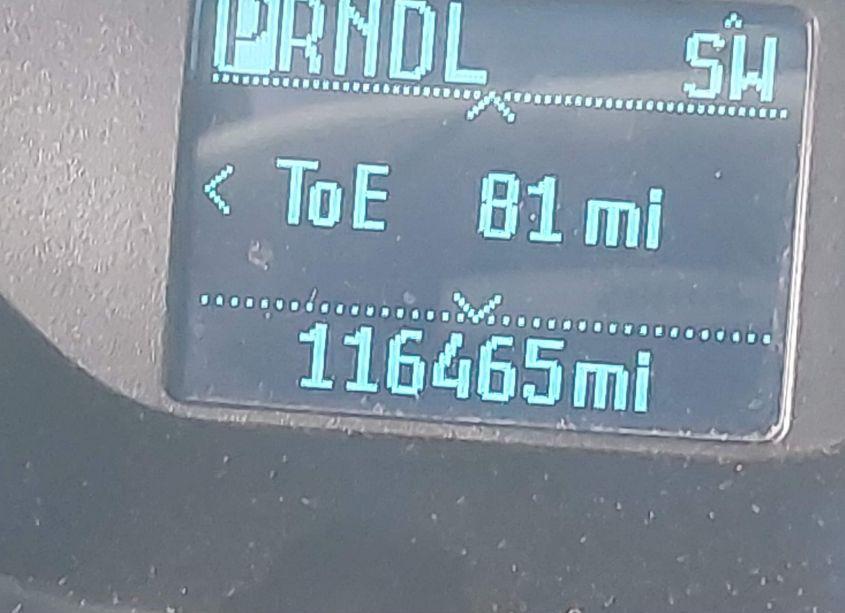 PRNDL SW
< ToE 81 mi
116465mi